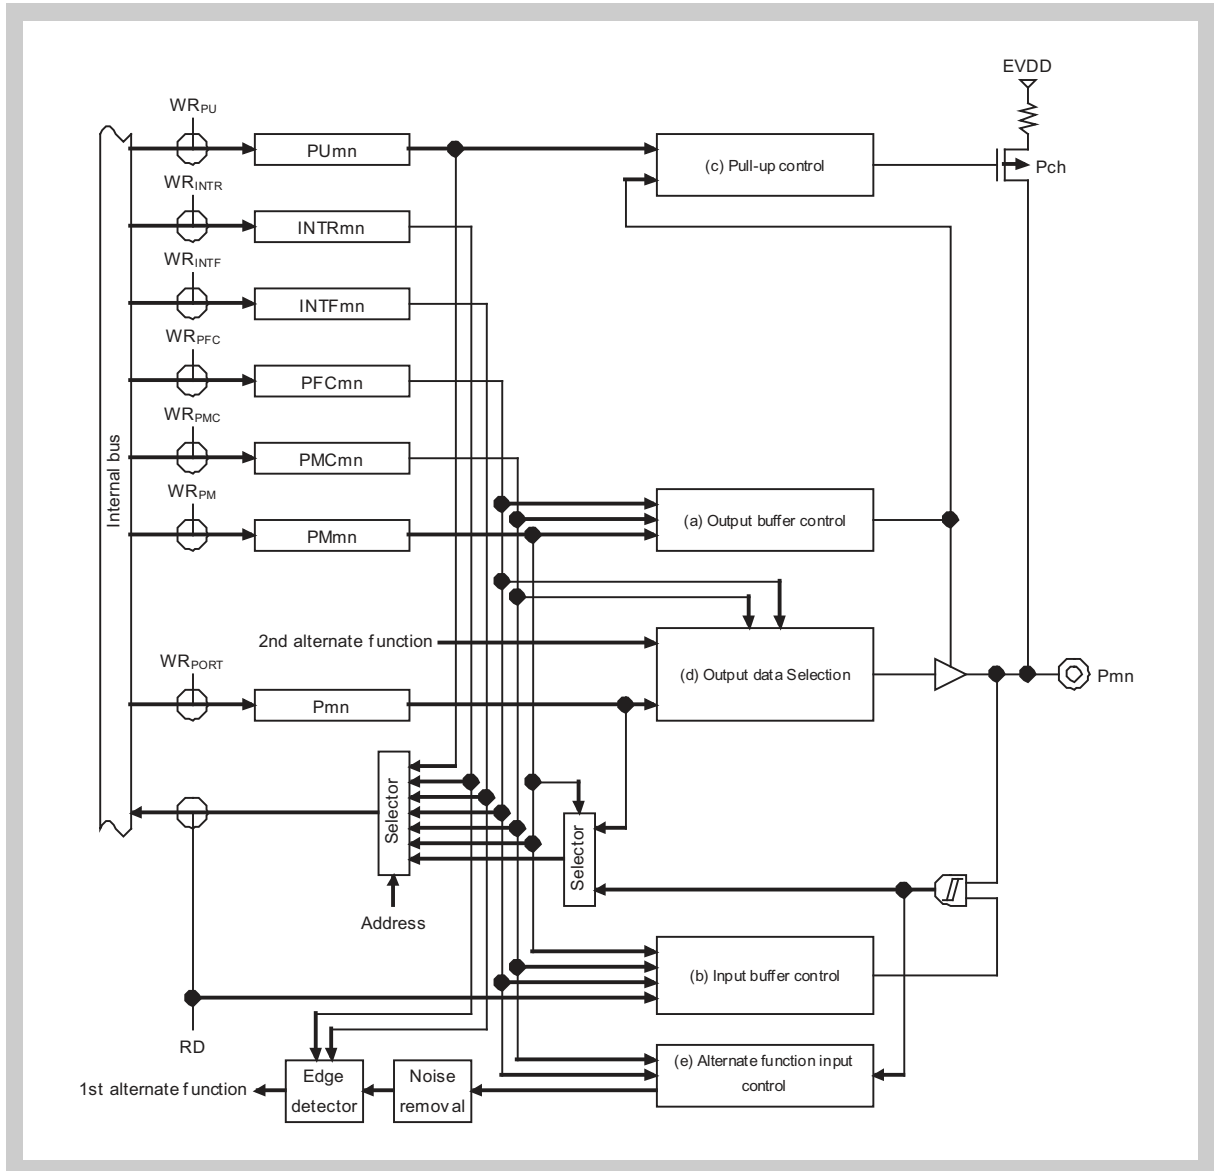 EVDD
WRPU
PUmn
(c) Pull-up control
Pch
WRINTR
INTRmn
WRINTF
INTFmn
WRPFC
PFCmn
WRPMC
PMCmn
Internal bus
WRPM
PMmn
(a) Output buffer control
2nd alternate function
WRPORT
(d) Output data Selection
Pmn
Pmn
Selector
Selector
Address
(b) Input buffer control
RD
1st alternate function
Edge
detector
Noise
removal
(e) Alternate function input
control